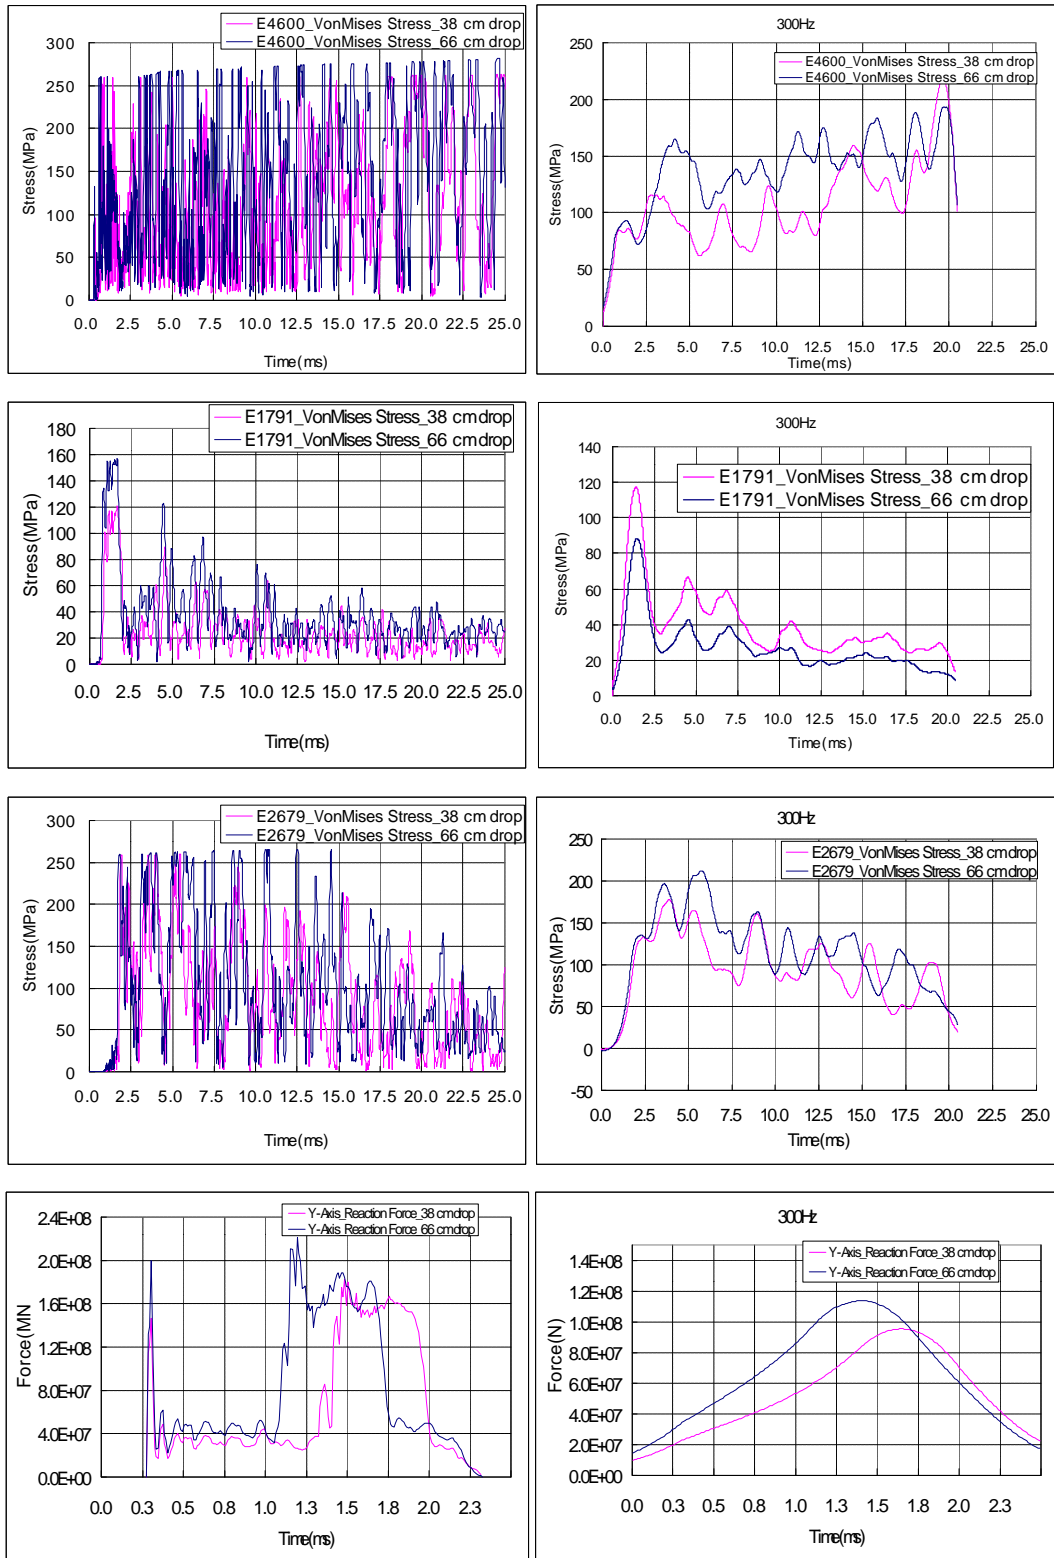 E4600_VonMises Stress_38 cm drop
E4600_VonMises Stress_66 cm drop
300
250
200
150
100
50
0
Stress(MPa)
0.0 2.5 5.0 7.5 10.0 12.5 15.0 17.5 20.0 22.5 25.0
Time(ms)
300Hz
E4600_VonMises Stress_38 cm drop
E4600_VonMises Stress_66 cm drop
250
200
150
100
50
0
Stress(MPa)
0.0 2.5 5.0 7.5 10.0 12.5 15.0 17.5 20.0 22.5 25.0
Time(ms)
E1791_VonMises Stress_38 cm drop
E1791_VonMises Stress_66 cm drop
180
160
140
120
100
80
60
40
20
0
Stress(MPa)
0.0 2.5 5.0 7.5 10.0 12.5 15.0 17.5 20.0 22.5 25.0
Time(ms)
300Hz
E1791_VonMises Stress_38 cm drop
E1791_VonMises Stress_66 cm drop
140
120
100
80
60
40
20
0
Stress(MPa)
0.0 2.5 5.0 7.5 10.0 12.5 15.0 17.5 20.0 22.5 25.0
Time(ms)
E2679_VonMises Stress_38 cm drop
E2679_VonMises Stress_66 cm drop
300
250
200
150
100
50
0
Stress(MPa)
0.0 2.5 5.0 7.5 10.0 12.5 15.0 17.5 20.0 22.5 25.0
Time(ms)
300Hz
E2679_VonMises Stress_38 cm drop
E2679_VonMises Stress_66 cm drop
250
200
150
100
50
0
-50
Stress(MPa)
0.0 2.5 5.0 7.5 10.0 12.5 15.0 17.5 20.0 22.5 25.0
Time(ms)
Y-Axis_Reaction Force_38 cm drop
Y-Axis_Reaction Force_66 cm drop
2.4E+08
2.0E+08
1.6E+08
1.2E+08
8.0E+07
4.0E+07
0.0E+00
Force(MN
0.0 0.3 0.5 0.8 1.0 1.3 1.5 1.8 2.0 2.3
Time(ms)
300Hz
Y-Axis_Reaction Force_38 cm drop
Y-Axis_Reaction Force_66 cm drop
1.4E+08
1.2E+08
1.0E+08
8.0E+07
6.0E+07
4.0E+07
2.0E+07
0.0E+00
Force(N)
0.0 0.3 0.5 0.8 1.0 1.3 1.5 1.8 2.0 2.3
Time(ms)